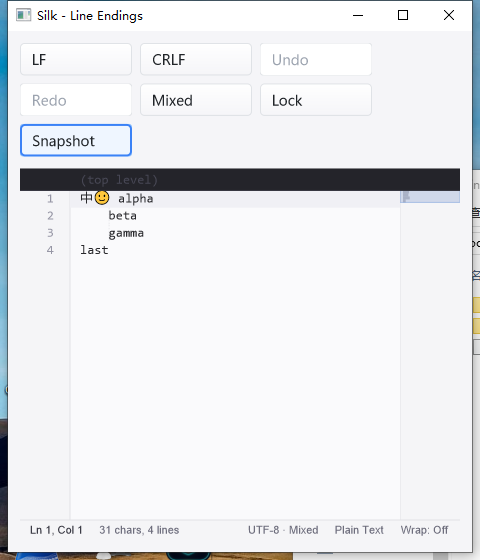 Silk - Line Endings
LF
CRLF
Undo
Redo
Mixed
Lock
Snapshot
(top level)
1 中🙂 alpha
2     beta
3     gamma
4 last
Ln 1, Col 1 31 chars, 4 lines UTF-8 · Mixed Plain Text Wrap: Off